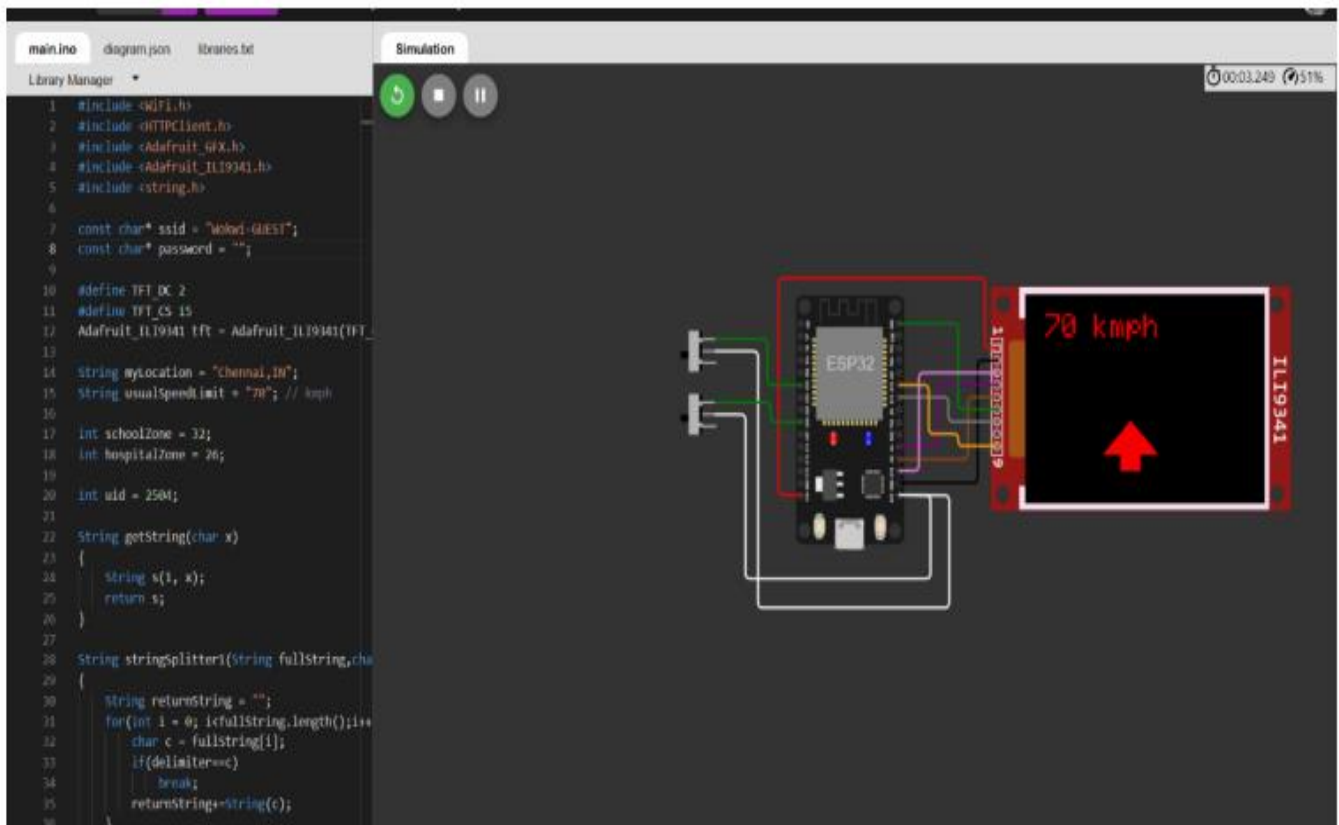 main.ino diagram.json libraries.txt
Library Manager
1 #include <WiFi.h>
2 #include <HTTPClient.h>
3 #include <Adafruit_GFX.h>
4 #include <Adafruit_ILI9341.h>
5 #include <string.h>
6
7 const char* ssid = "Wokwi-GUEST";
8 const char* password = "";
9
10 #define TFT_DC 2
11 #define TFT_CS 15
12 Adafruit_ILI9341 tft = Adafruit_ILI9341(TFT_
13
14 String myLocation = "Chennai,IN";
15 String usualSpeedLimit = "70"; // kmph
16
17 int schoolZone = 32;
18 int hospitalZone = 26;
19
20 int uid = 2504;
21
22 String getString(char x)
23 {
24 String s(1, x);
25 return s;
26 }
27
28 String stringSplitter1(String fullString,cha
29 {
30 String returnString = "";
31 for(int i = 0; i<fullString.length();i++
32 char c = fullString[i];
33 if(delimiter==c)
34 break;
35 returnString+=String(c);
Simulation
00:03.249 51%
ESP32
1
9
70 kmph
ILI9341